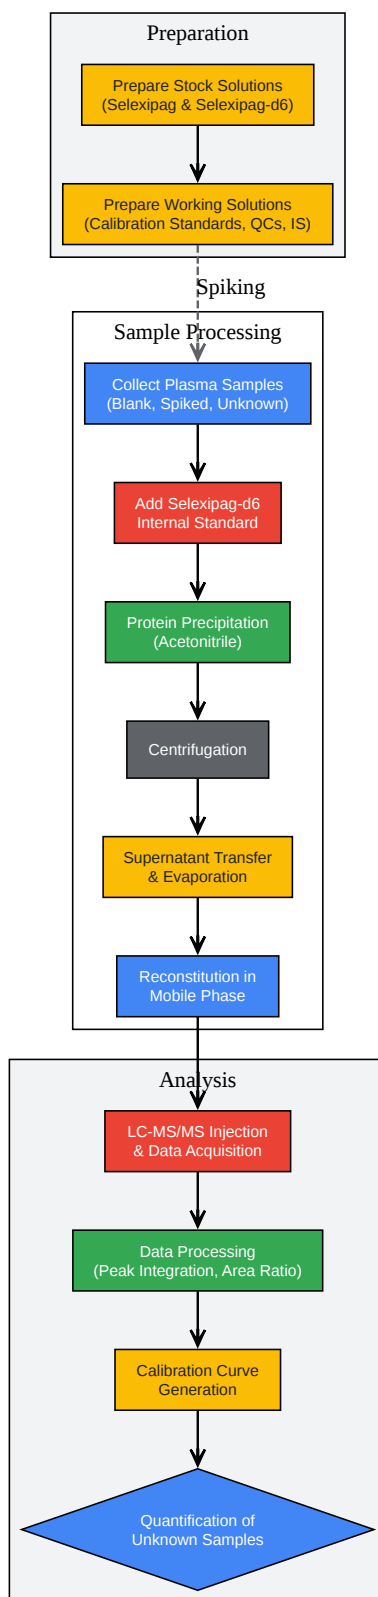 Preparation
Prepare Stock Solutions
(Selexipag & Selexipag-d6)
Prepare Working Solutions
(Calibration Standards, QCs, IS)
Spiking
Sample Processing
Collect Plasma Samples
(Blank, Spiked, Unknown)
Add Selexipag-d6
Internal Standard
Protein Precipitation
(Acetonitrile)
Centrifugation
Supernatant Transfer
& Evaporation
Reconstitution in
Mobile Phase
Analysis
LC-MS/MS Injection
& Data Acquisition
Data Processing
(Peak Integration, Area Ratio)
Calibration Curve
Generation
Quantification of
Unknown Samples